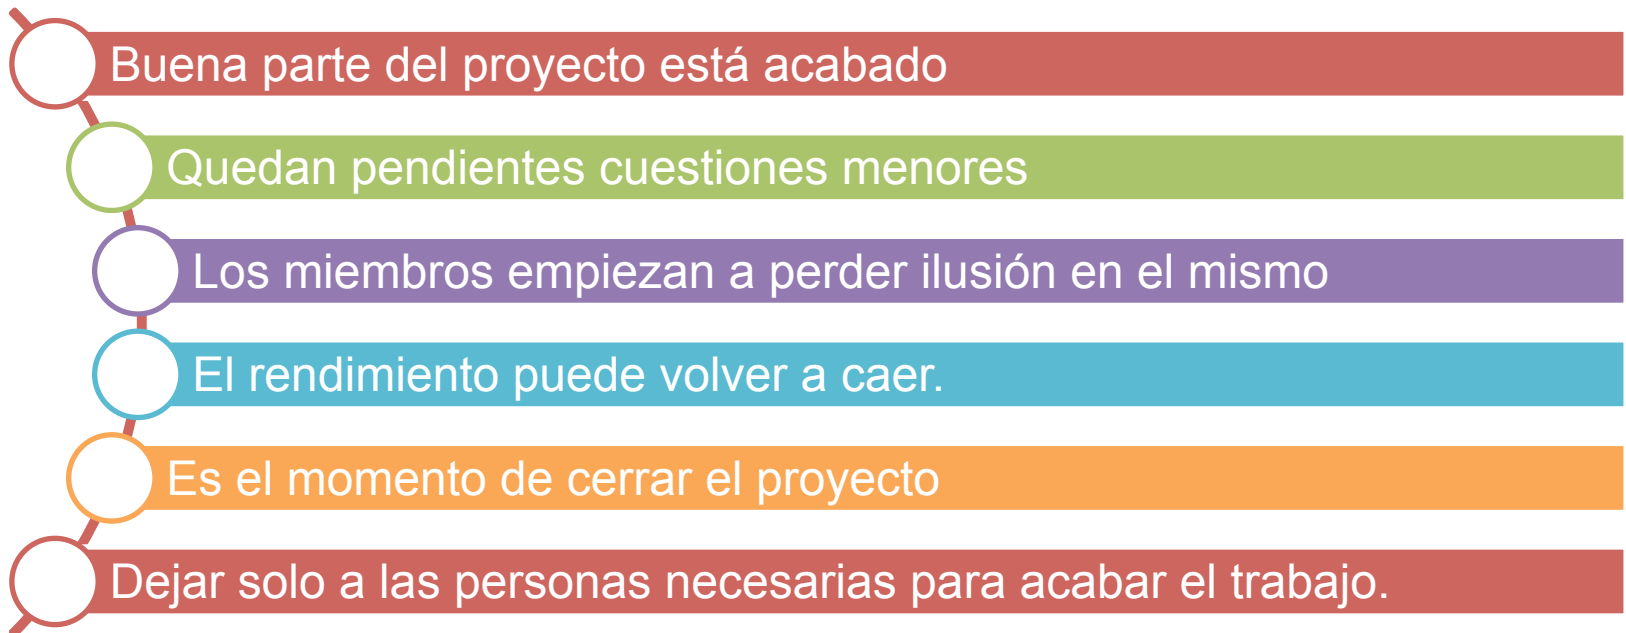 Buena parte del proyecto está acabado
Quedan pendientes cuestiones menores
Los miembros empiezan a perder ilusión en el mismo
El rendimiento puede volver a caer.
Es el momento de cerrar el proyecto
Dejar solo a las personas necesarias para acabar el trabajo.